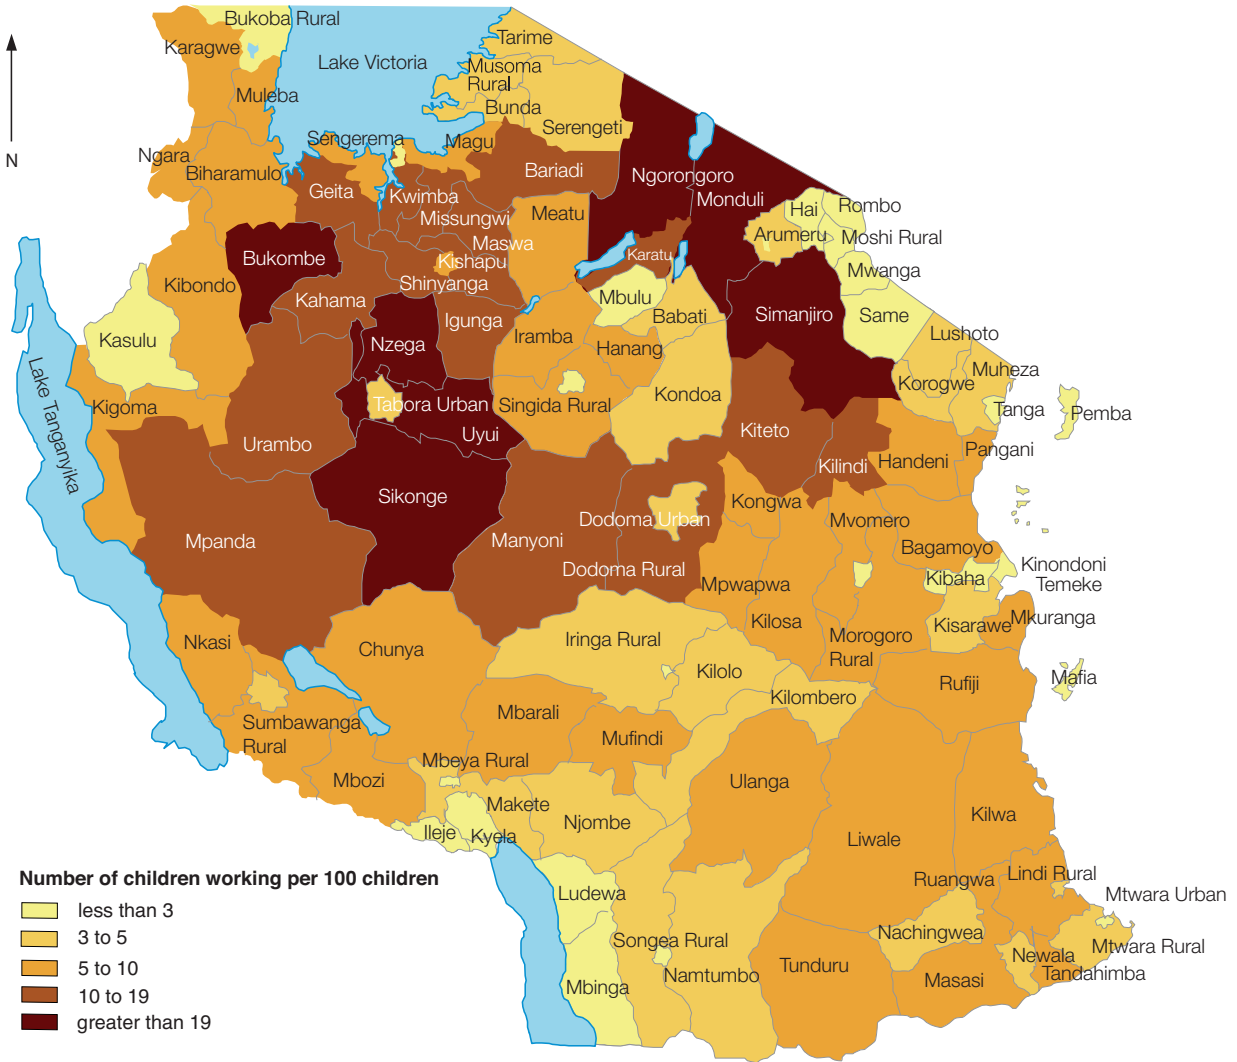 Bukoba Rural
Karagwe
Tarime
Lake Victoria
Musoma
Rural
Muleba
Bunda
Serengeti
N
Sengerema
Magu
Ngara
Biharamulo
Bariadi
Ngorongoro
Geita
Kwimba
Monduli
Hai
Rombo
Missungwi
Meatu
Arumeru
Moshi Rural
Maswa
Bukombe
Kishapu
Karatu
Mwanga
Kibondo
Shinyanga
Kahama
Mbulu
Babati
Simanjiro
Same
Igunga
Iramba
Lushoto
Kasulu
Nzega
Hanang
Muheza
Korogwe
Lake Tanganyika
Kondoa
Kigoma
Tabora Urban
Singida Rural
Tanga
Pemba
Uyui
Kiteto
Urambo
Pangani
Kilindi
Handeni
Sikonge
Kongwa
Dodoma Urban
Mvomero
Mpanda
Manyoni
Bagamoyo
Dodoma Rural
Kinondoni
Kibaha
Temeke
Mpwapwa
Kilosa
Mkuranga
Kisarawe
Nkasi
Chunya
Iringa Rural
Morogoro
Rural
Kilolo
Mafia
Rufiji
Kilombero
Sumbawanga
Rural
Mbarali
Mufindi
Mbeya Rural
Mbozi
Ulanga
Makete
Njombe
Kilwa
Ileje
Kyela
Liwale
Number of children working per 100 children
less than 3
3 to 5
5 to 10
10 to 19
greater than 19
Ruangwa
Lindi Rural
Ludewa
Mtwara Urban
Nachingwea
Songea Rural
Mtwara Rural
Newala
Tunduru
Namtumbo
Tandahimba
Masasi
Mbinga